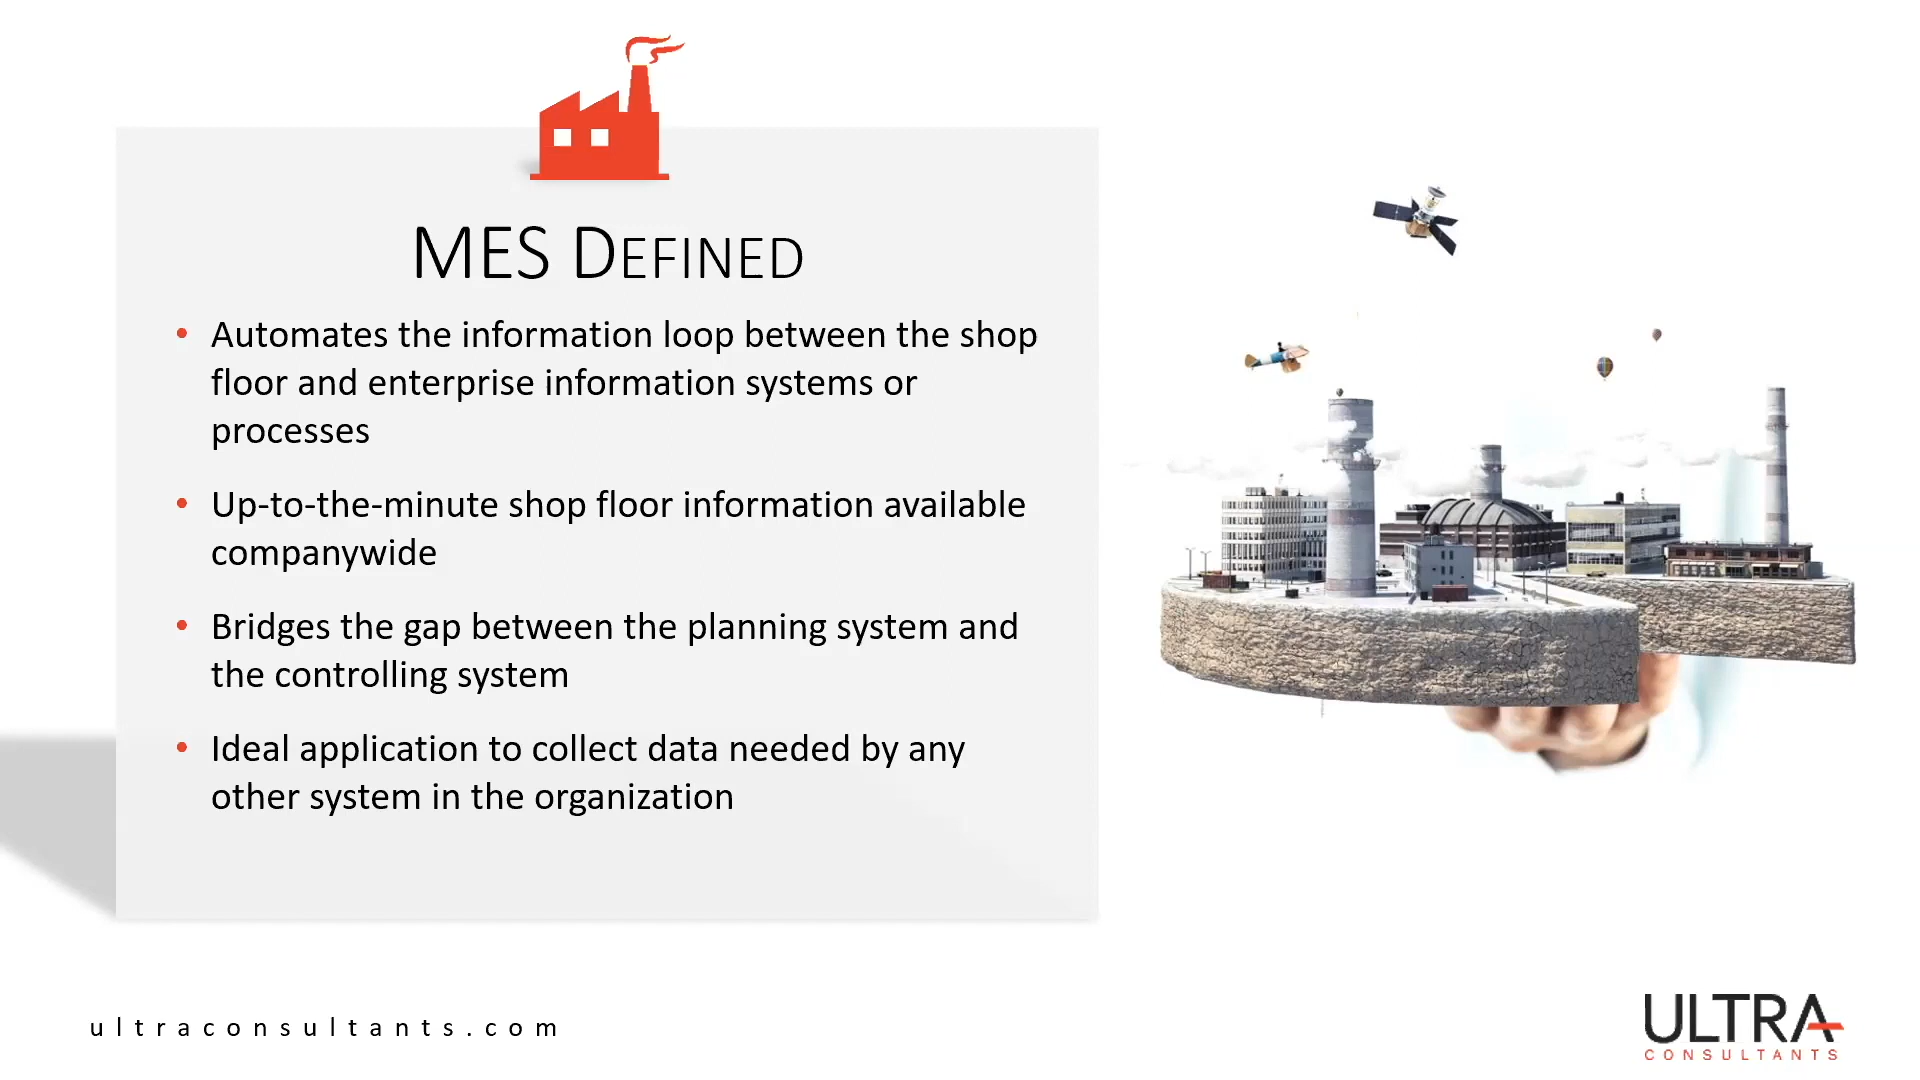 MES DEFINED
• Automates the information loop between the shop
floor and enterprise information systems or
processes
• Up-to-the-minute shop floor information available
companywide
• Bridges the gap between the planning system and
the controlling system
• Ideal application to collect data needed by any
other system in the organization
ultraconsultants.com
ULTRA
CONSULTANTS